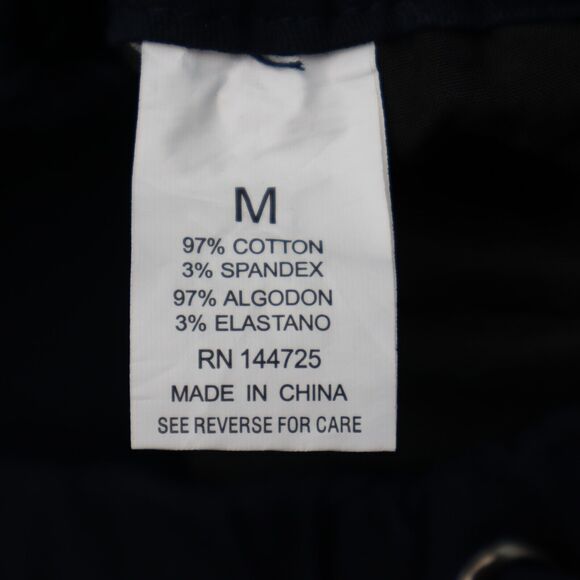 M
97% COTTON
3% SPANDEX
97% ALGODON
3% ELASTANO
RN 144725
MADE IN CHINA
SEE REVERSE FOR CARE